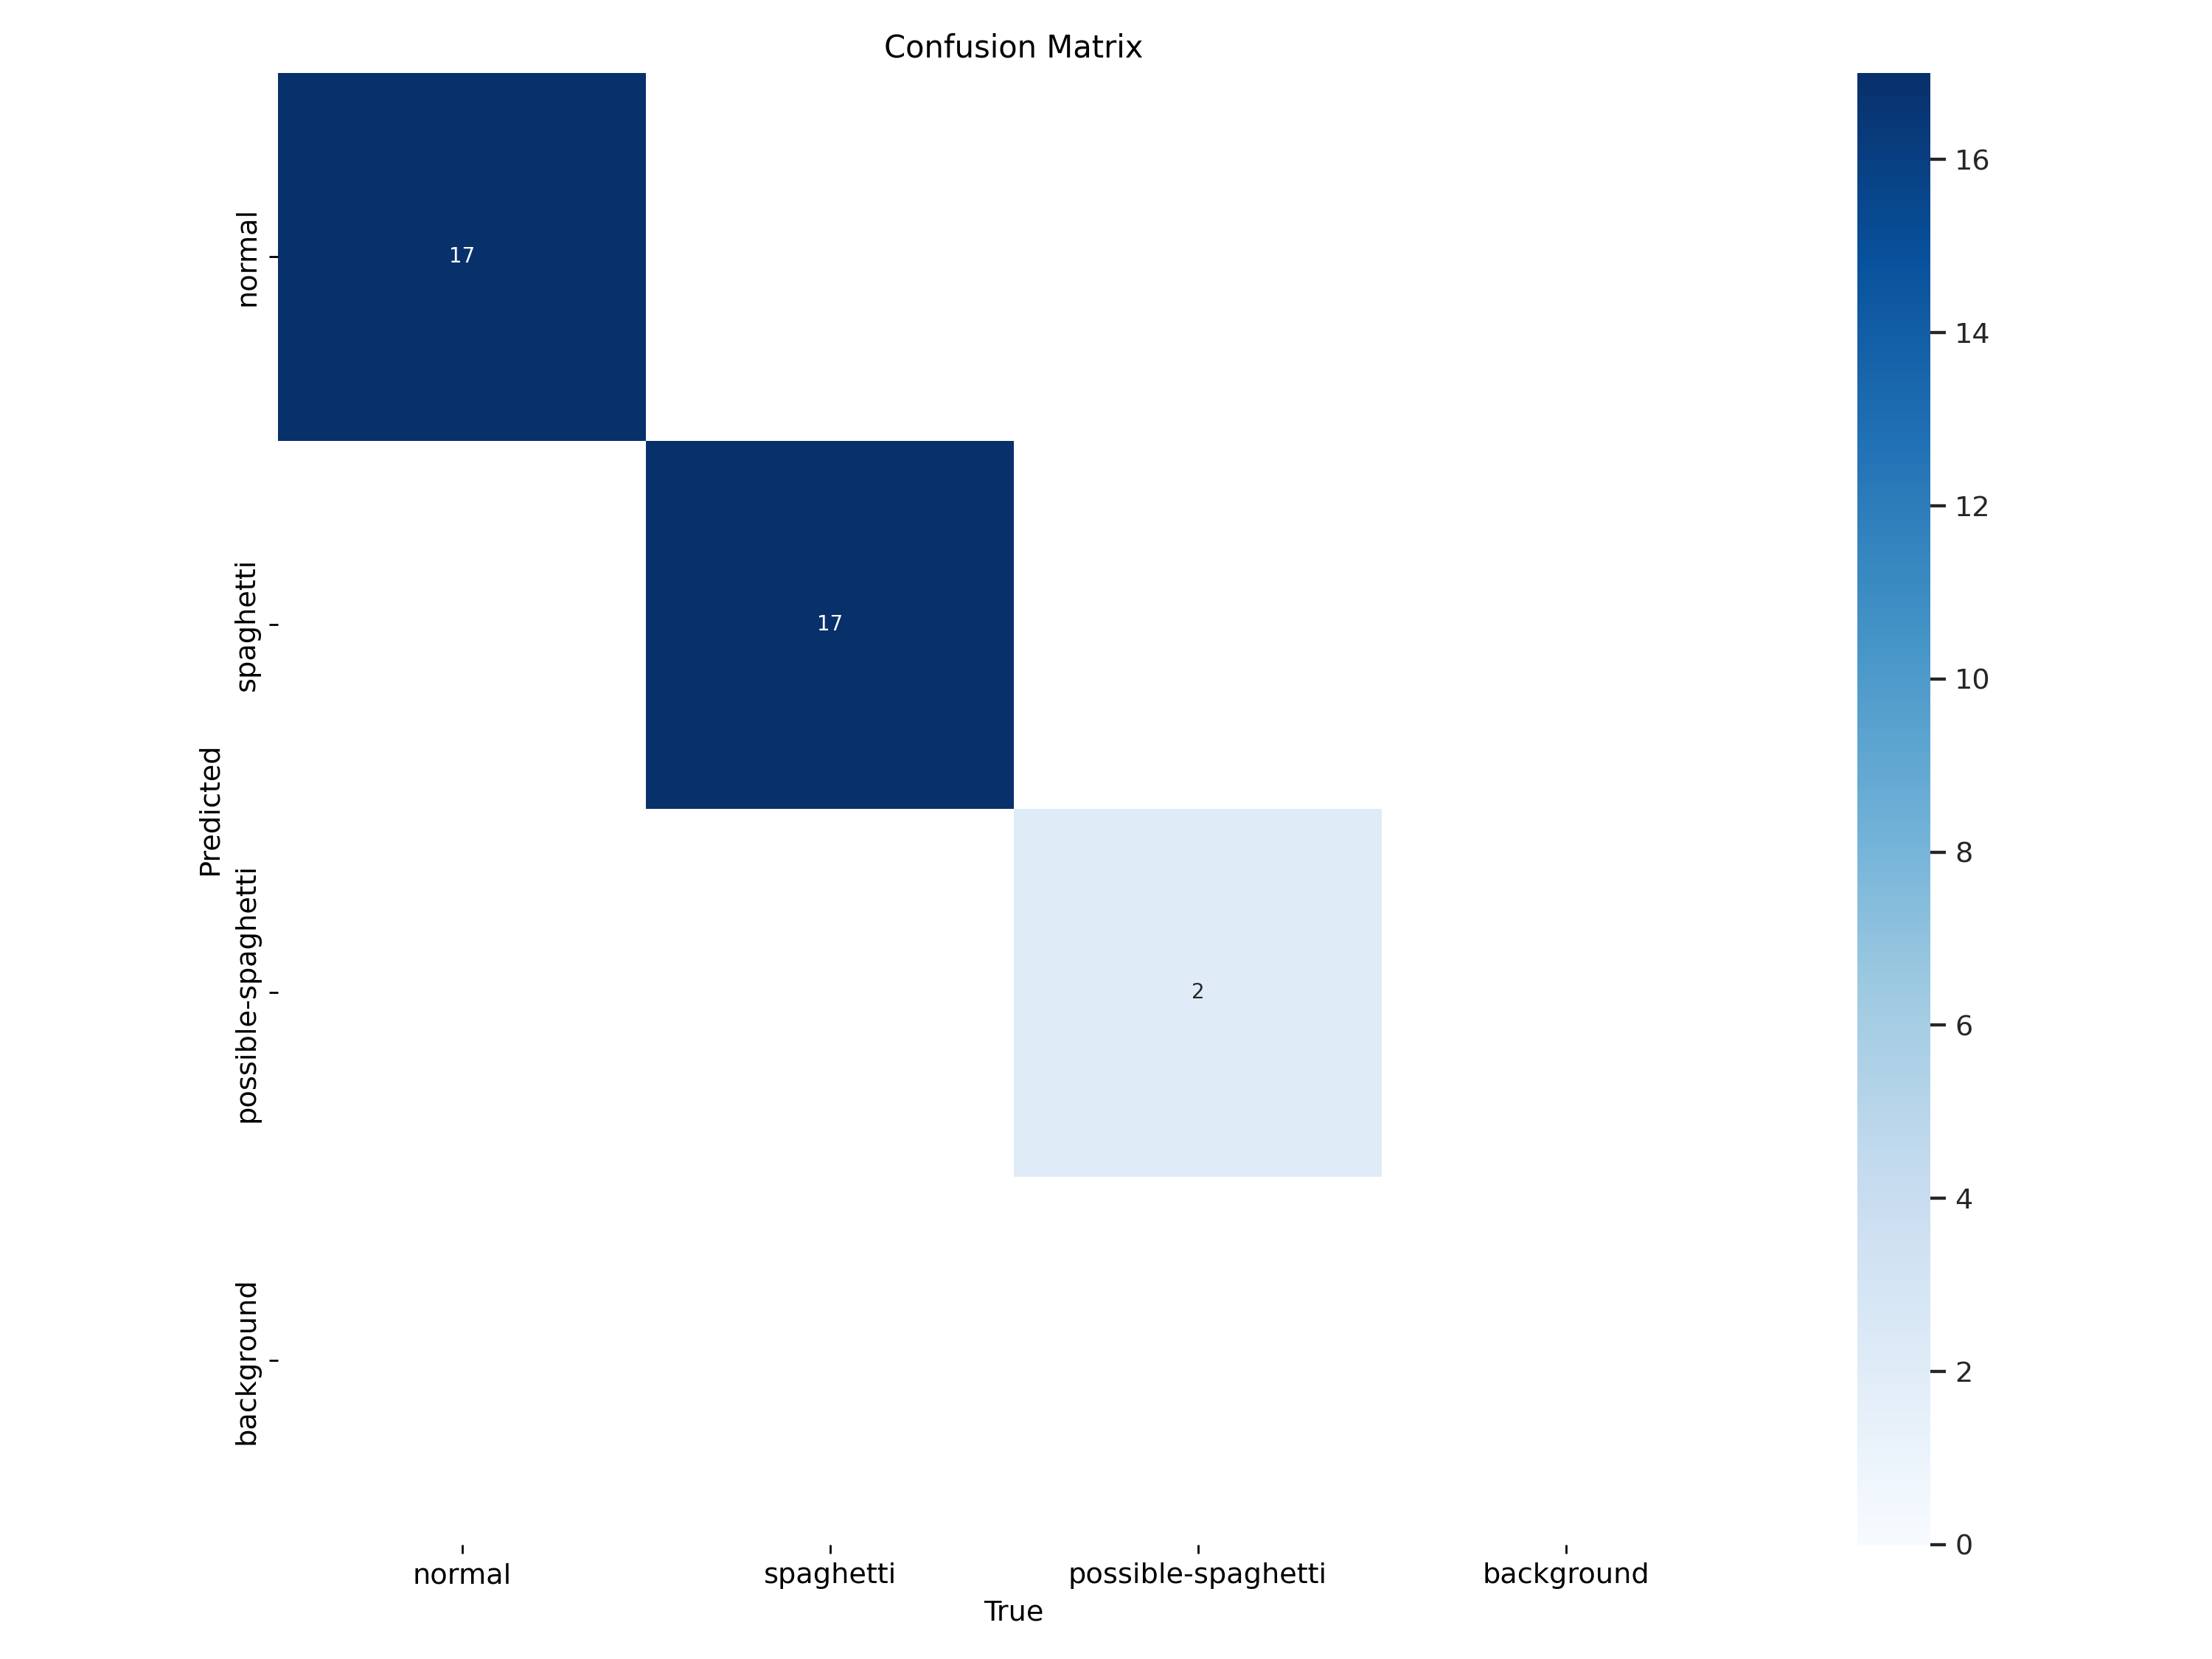 Confusion Matrix
normal
spaghetti
possible-spaghetti
background
Predicted
17
17
2
normal
spaghetti
possible-spaghetti
background
True
16
14
12
10
8
6
4
2
0